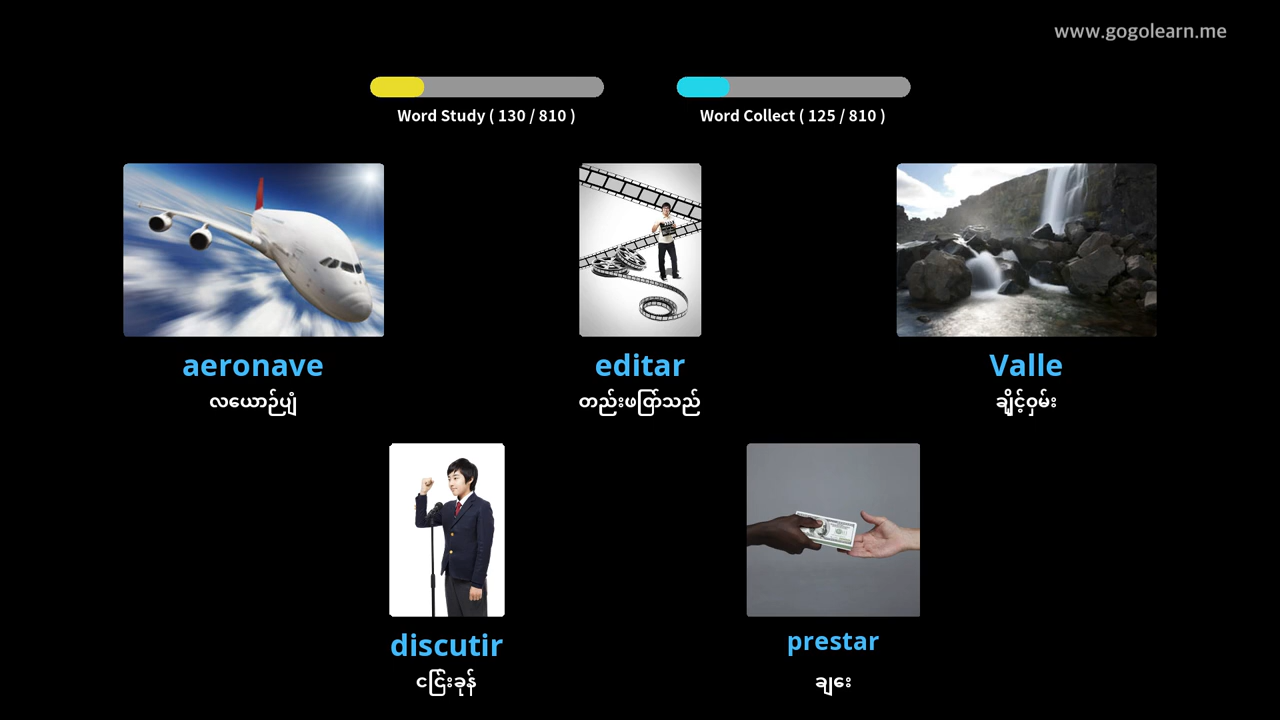 www.gogolearn.me
Word Study ( 130 / 810 )
Word Collect ( 125 / 810 )
aeronave
လယောဉ်ပျံ
editar
တည်းဖြတ်သည်
Valle
ချိုင့်ဝှမ်း
discutir
ငြင်းခုန်
prestar
ချေး